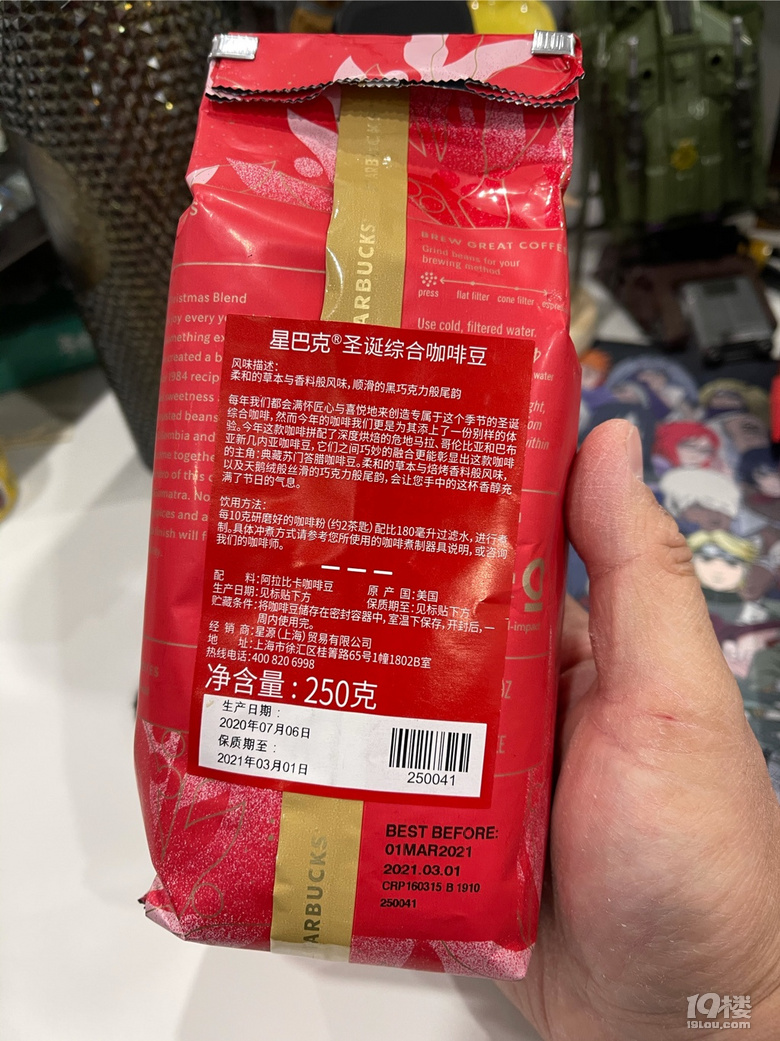 STARBUCKS
ARBUCKS
BREW GREAT COFFE
Grind beans for your
brewing method
press flat filter cone filter espre
Use cold, filtered water.
water
Christmas Blend
星巴克®圣诞综合咖啡豆
风味描述:
柔和的草本与香料般风味, 顺滑的黑巧克力般尾韵
每年我们都会满怀匠心与喜悦地来创造专属于这个季节的圣诞
综合咖啡, 然而今年的咖啡我们更是为其添上了一份别样的体
验。今年这款咖啡拼配了深度烘焙的危地马拉、哥伦比亚和巴布
亚新几内亚咖啡豆, 它们之间巧妙的融合更能彰显出这款咖啡
的主角: 典藏苏门答腊咖啡豆。柔和的草本与焙烤香料般风味,
以及天鹅绒般丝滑的巧克力般尾韵, 会让您手中的这杯香醇充
满了节日的气息。
饮用方法:
每10克研磨好的咖啡粉 (约2茶匙) 配比180毫升过滤水, 进行煮
制。具体冲煮方式请参考您所使用的咖啡煮制器具说明, 或咨询
我们的咖啡师。
配 料: 阿拉比卡咖啡豆 原 产 国: 美国
生产日期: 见标贴下方 保质期至: 见标贴下方
贮藏条件: 将咖啡豆储存在密封容器中, 室温下保存, 开封后, 一
周内使用完。
经 销 商: 星源 (上海) 贸易有限公司
地 址: 上海市徐汇区桂箐路65号1幢1802B室
热线电话: 400 820 6998
净含量: 250克
生产日期:
2020年07月06日
保质期至:
2021年03月01日
250041
BEST BEFORE:
01MAR2021
2021.03.01
CRP160315 B 1910
250041
ARBUCKS
19楼
19lou.com